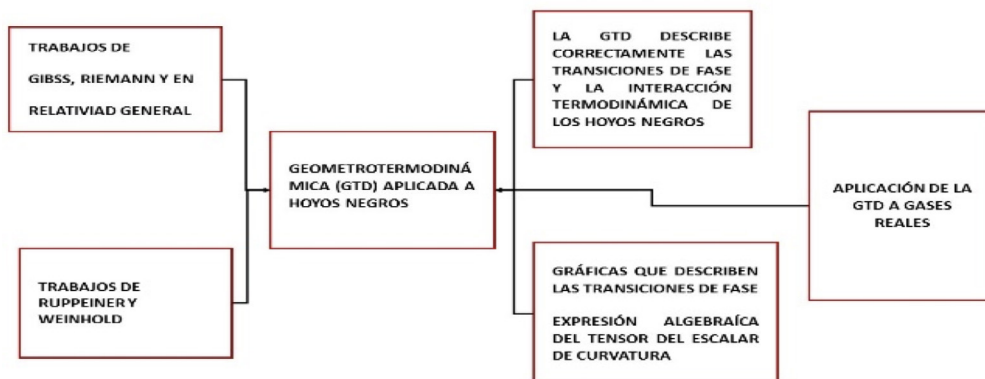 TRABAJOS DE
GIBSS, RIEMANN Y EN
RELATIVIAD GENERAL
TRABAJOS DE
RUPPEINER Y
WEINHOLD
GEOMETROTERMODINÁ
MICA (GTD) APLICADA A
HOYOS NEGROS
LA GTD DESCRIBE
CORRECTAMENTE LAS
TRANSICIONES DE FASE
Y LA INTERACCIÓN
TERMODINÁMICA DE
LOS HOYOS NEGROS
GRÁFICAS QUE DESCRIBEN
LAS TRANSICIONES DE FASE
EXPRESIÓN ALGEBRAÍCA
DEL TENSOR DEL ESCALAR
DE CURVATURA
APLICACIÓN DE LA
GTD A GASES
REALES